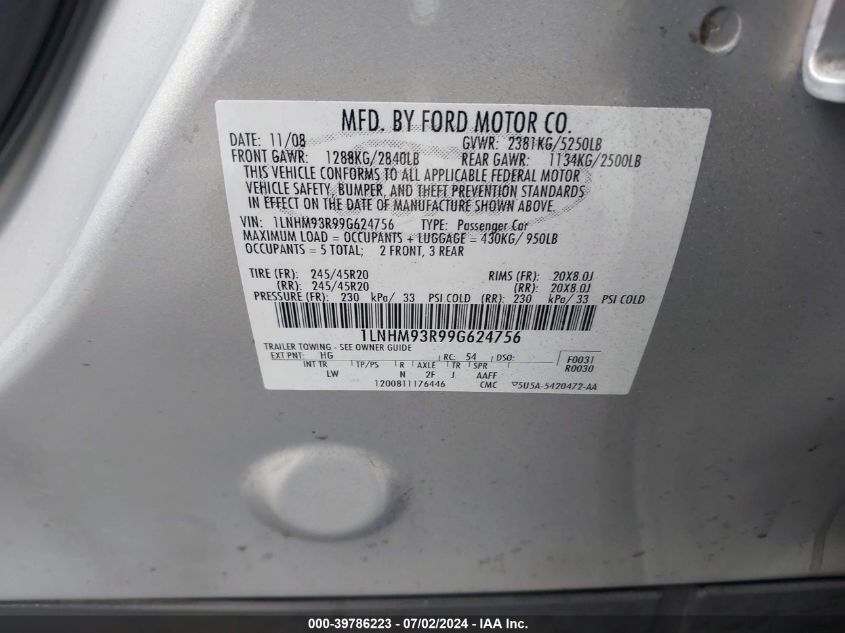 MFD. BY FORD MOTOR CO.
DATE: 11/08 GVWR: 2381KG/5250LB
FRONT GAWR: 1288KG/2840LB REAR GAWR: 1134KG/2500LB
THIS VEHICLE CONFORMS TO ALL APPLICABLE FEDERAL MOTOR
VEHICLE SAFETY, BUMPER, AND THEFT PREVENTION STANDARDS
IN EFFECT ON THE DATE OF MANUFACTURE SHOWN ABOVE.
VIN: 1LNHM93R99G624756 TYPE: Passenger Car
MAXIMUM LOAD = OCCUPANTS + LUGGAGE = 430KG/ 950LB
OCCUPANTS = 5 TOTAL; 2 FRONT, 3 REAR
TIRE (FR): 245/45R20 RIMS (FR): 20X8.0J
(RR): 245/45R20 (RR): 20X8.0J
PRESSURE (FR): 230 kPa/ 33 PSI COLD (RR): 230 kPa/ 33 PSI COLD
1LNHM93R99G624756
TRAILER TOWING - SEE OWNER GUIDE
EXT PNT: HG RC: 54 DSO: F0031
INT TR TP/PS R AXLE TR SPR R0030
LW N 2F J AAFF
1200811176446 CMC ▽5U5A-5420472-AA
000-39786223 - 07/02/2024 - IAA Inc.